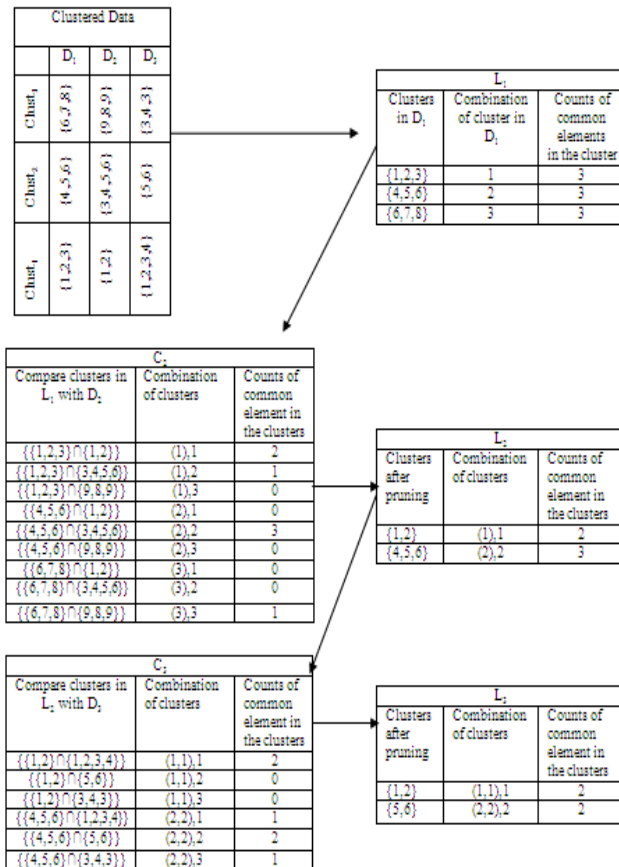 Clustered Data
D₁ D₂ D₃
Clust₃ {6,7,8} {9,8,9} {3,4,3}
Clust₂ {4,5,6} {3,4,5,6} {5,6}
Clust₁ {1,2,3} {1,2} {1,2,3,4}
L₁
Clusters in D₁ Combination of cluster in D₁ Counts of common elements in the cluster
{1,2,3} 1 3
{4,5,6} 2 3
{6,7,8} 3 3
C₂
Compare clusters in L₁ with D₂ Combination of clusters Counts of common element in the clusters
{{1,2,3}∩{1,2}} (1),1 2
{{1,2,3}∩{3,4,5,6}} (1),2 1
{{1,2,3}∩{9,8,9}} (1),3 0
{{4,5,6}∩{1,2}} (2),1 0
{{4,5,6}∩{3,4,5,6}} (2),2 3
{{4,5,6}∩{9,8,9}} (2),3 0
{{6,7,8}∩{1,2}} (3),1 0
{{6,7,8}∩{3,4,5,6}} (3),2 0
{{6,7,8}∩{9,8,9}} (3),3 1
L₂
Clusters after pruning Combination of clusters Counts of common element in the clusters
{1,2} (1),1 2
{4,5,6} (2),2 3
C₃
Compare clusters in L₂ with D₃ Combination of clusters Counts of common element in the clusters
{{1,2}∩{1,2,3,4}} (1,1),1 2
{{1,2}∩{5,6}} (1,1),2 0
{{1,2}∩{3,4,3}} (1,1),3 0
{{4,5,6}∩{1,2,3,4}} (2,2),1 1
{{4,5,6}∩{5,6}} (2,2),2 2
{{4,5,6}∩{3,4,3}} (2,2),3 1
L₃
Clusters after pruning Combination of clusters Counts of common element in the clusters
{1,2} (1,1),1 2
{5,6} (2,2),2 2